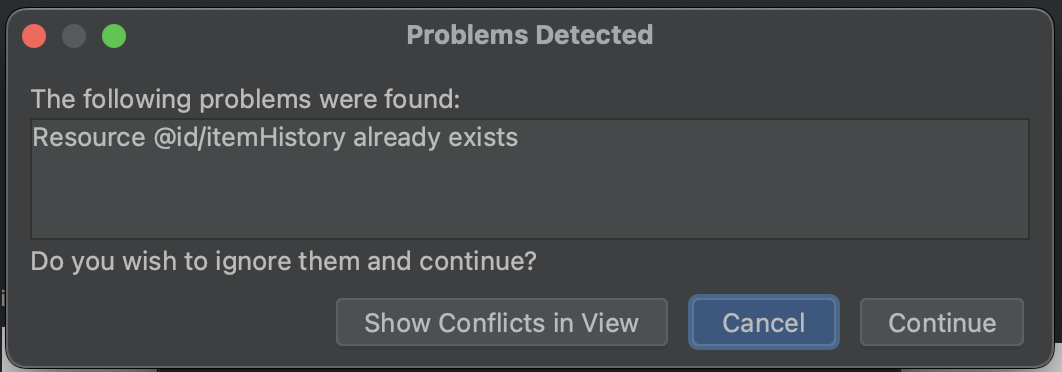 Problems Detected
The following problems were found:
Resource @id/itemHistory already exists
Do you wish to ignore them and continue?
Show Conflicts in View
Cancel
Continue